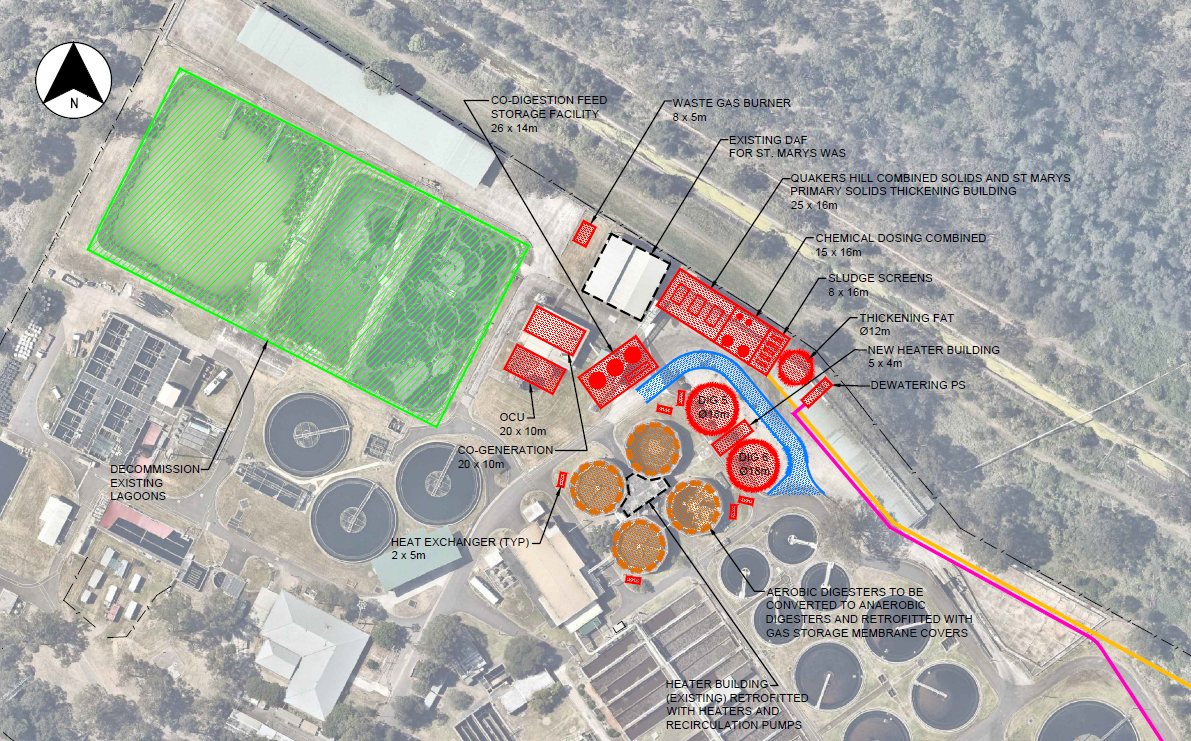 N
CO-DIGESTION FEED
STORAGE FACILITY
26 x 14m
WASTE GAS BURNER
8 x 5m
EXISTING DAF
FOR ST. MARYS WAS
QUAKERS HILL COMBINED SOLIDS AND ST MARYS
PRIMARY SOLIDS THICKENING BUILDING
25 x 16m
CHEMICAL DOSING COMBINED
15 x 16m
SLUDGE SCREENS
8 x 16m
THICKENING FAT
Ø12m
NEW HEATER BUILDING
5 x 4m
DEWATERING PS
OCU
20 x 10m
CO-GENERATION
20 x 10m
DECOMMISSION
EXISTING
LAGOONS
HEAT EXCHANGER (TYP)
2 x 5m
AEROBIC DIGESTERS TO BE
CONVERTED TO ANAEROBIC
DIGESTERS AND RETROFITTED WITH
GAS STORAGE MEMBRANE COVERS
HEATER BUILDING
(EXISTING) RETROFITTED
WITH HEATERS AND
RECIRCULATION PUMPS